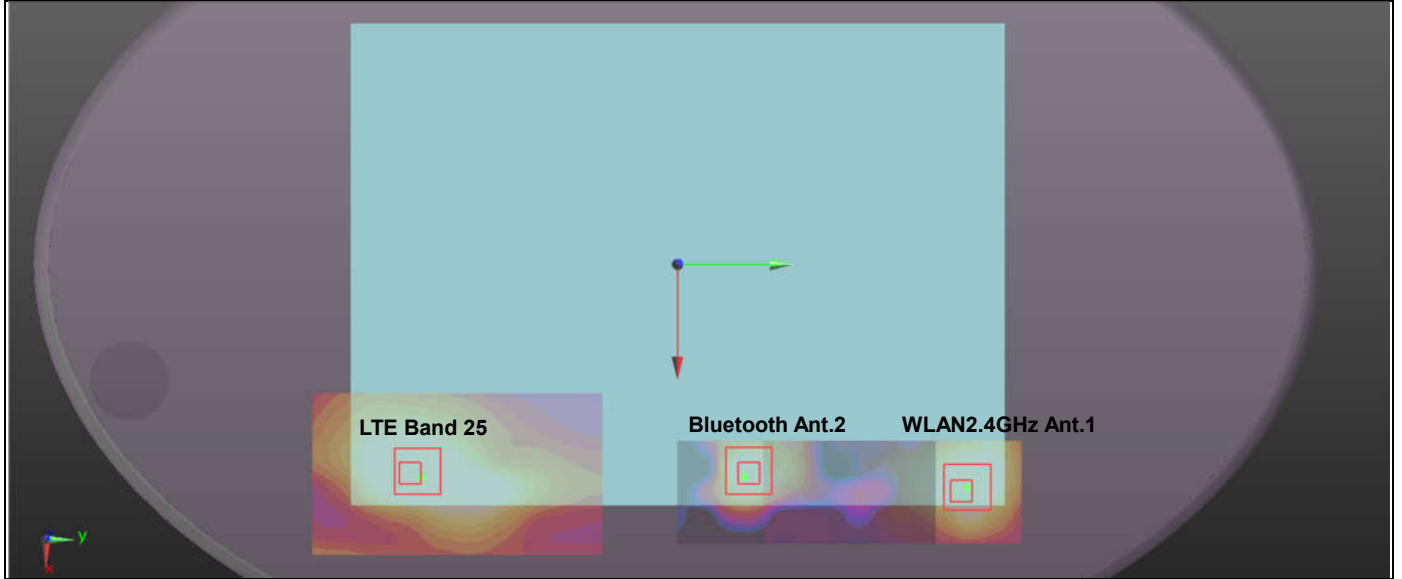 LTE Band 25
Bluetooth Ant.2
WLAN2.4GHz Ant.1
y
x